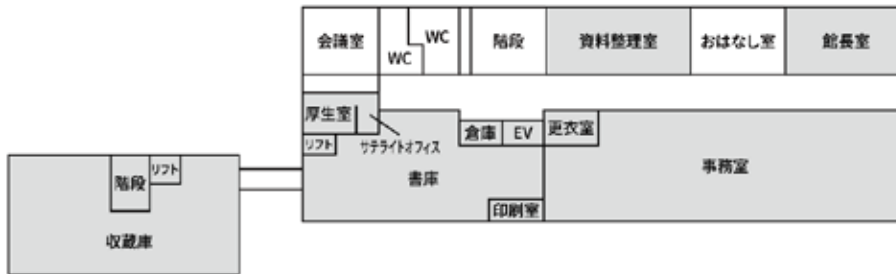 会議室
WC
WC
階段
資料整理室
おはなし室
館長室
厚生室
リフト
サテライトオフィス
倉庫
EV
更衣室
書庫
事務室
印刷室
階段
リフト
収蔵庫